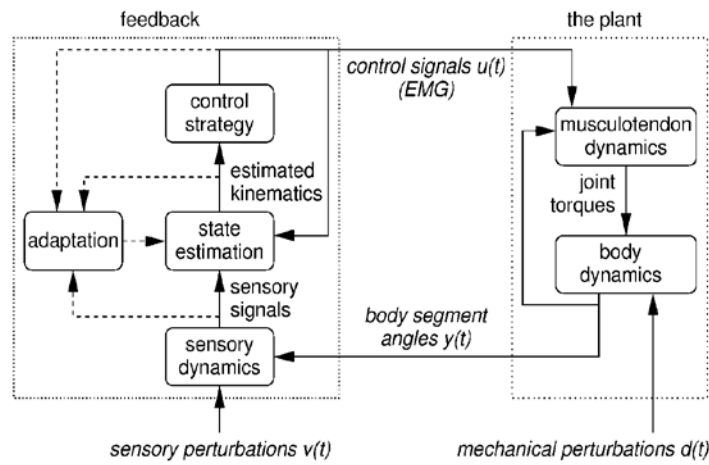 feedback
the plant
control signals u(t)
(EMG)
control
strategy
musculotendon
dynamics
estimated
kinematics
joint
torques
adaptation
state
estimation
body
dynamics
sensory
signals
body segment
angles y(t)
sensory
dynamics
sensory perturbations v(t)
mechanical perturbations d(t)